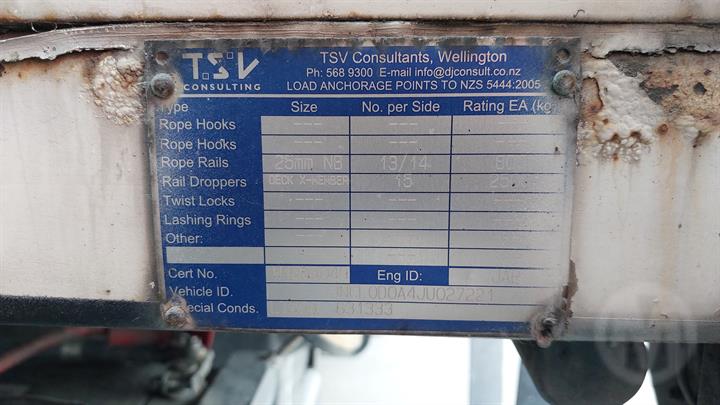 TSV
CONSULTING
TSV Consultants, Wellington
Ph: 568 9300 E-mail info@djconsult.co.nz
LOAD ANCHORAGE POINTS TO NZS 5444:2005
Type Size No. per Side Rating EA (kg)
Rope Hooks --- --- ---
Rope Hooks --- --- ---
Rope Rails 25mm NB 13/14
Rail Droppers DECK X-MEMBER 15
Twist Locks --- --- ---
Lashing Rings --- --- ---
Other: --- --- ---
--- --- ---
Cert No. Eng ID:
Vehicle ID.
Special Conds. 631333